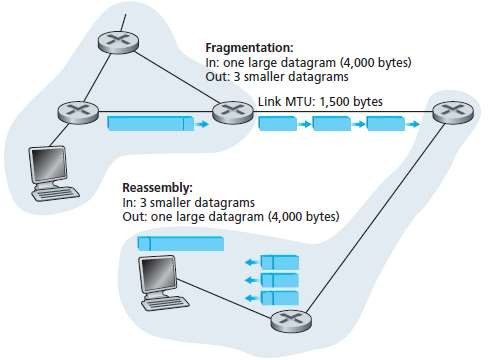 Fragmentation:
In: one large datagram (4,000 bytes)
Out: 3 smaller datagrams
Link MTU: 1,500 bytes
Reassembly:
In: 3 smaller datagrams
Out: one large datagram (4,000 bytes)